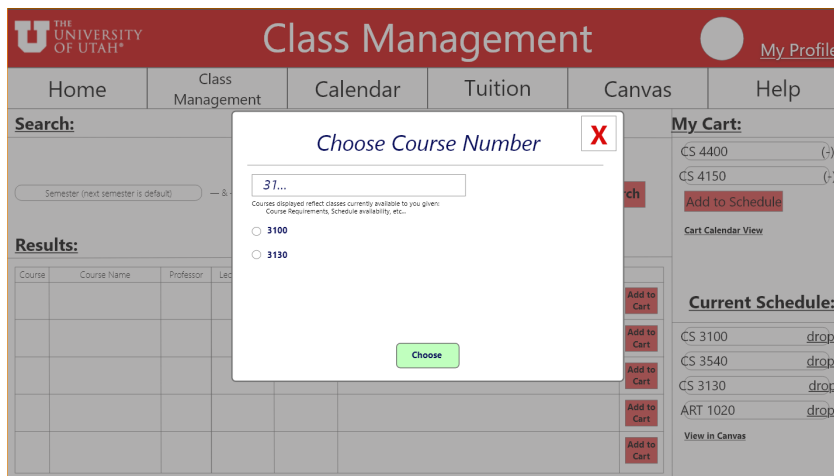 THE
UNIVERSITY
OF UTAH®
Class Management
My Profile
Home
Class
Management
Calendar
Tuition
Canvas
Help
Search:
Semester (next semester is default)
— & -
Choose Course Number
X
31...
Courses displayed reflect classes currently available to you given:
Course Requirements, Schedule availability, etc...
3100
3130
Choose
My Cart:
CS 4400 (-)
CS 4150 (-)
Add to Schedule
Cart Calendar View
Results:
Course Course Name Professor
Add to
Cart
Add to
Cart
Add to
Cart
Add to
Cart
Add to
Cart
Current Schedule:
CS 3100 drop
CS 3540 drop
CS 3130 drop
ART 1020 drop
View in Canvas